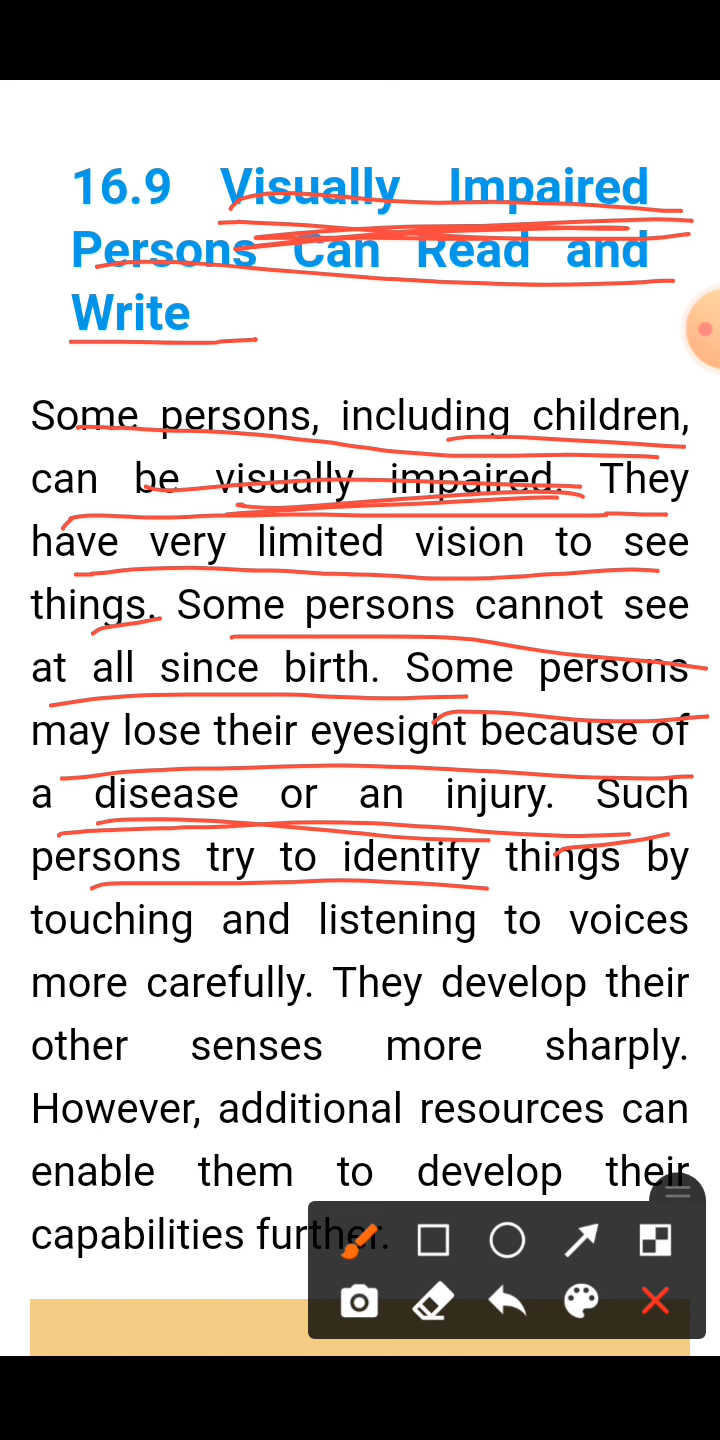 16.9 Visually Impaired
Persons Can Read and
Write
Some persons, including children,
can be visually impaired. They
have very limited vision to see
things. Some persons cannot see
at all since birth. Some persons
may lose their eyesight because of
a disease or an injury. Such
persons try to identify things by
touching and listening to voices
more carefully. They develop their
other senses more sharply.
However, additional resources can
enable them to develop their
capabilities further.